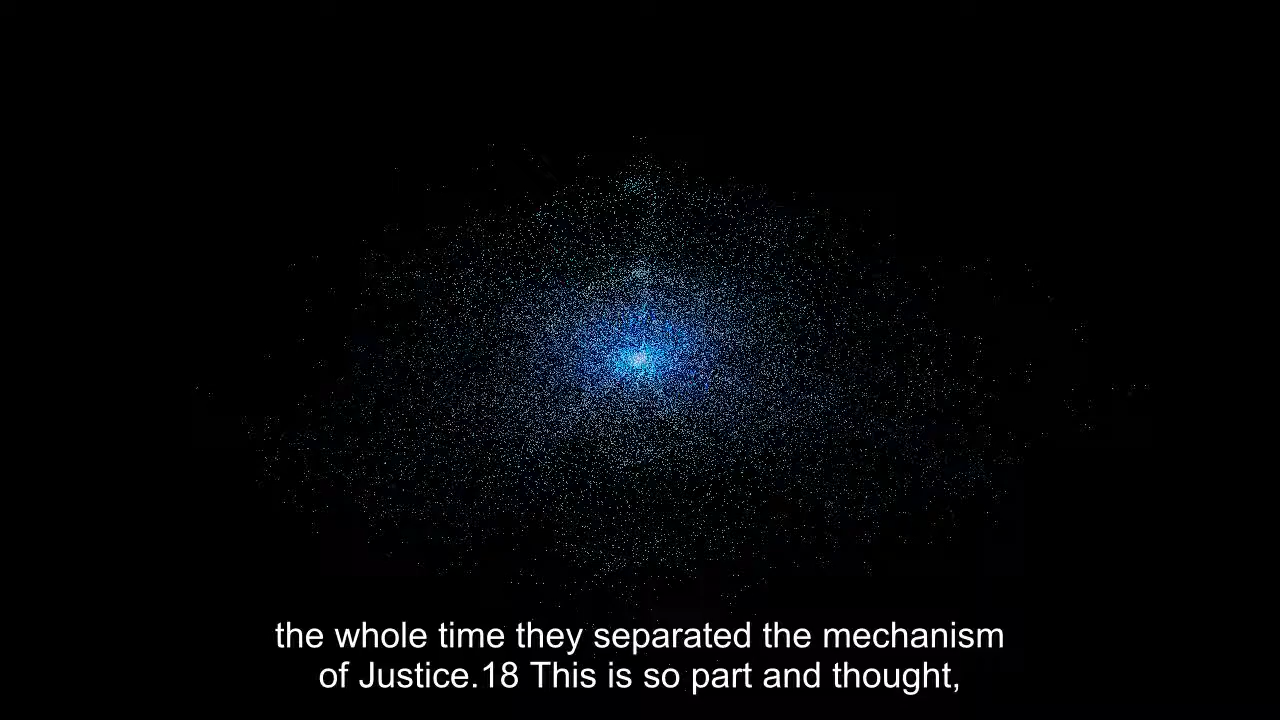 the whole time they separated the mechanism
of Justice.18 This is so part and thought,